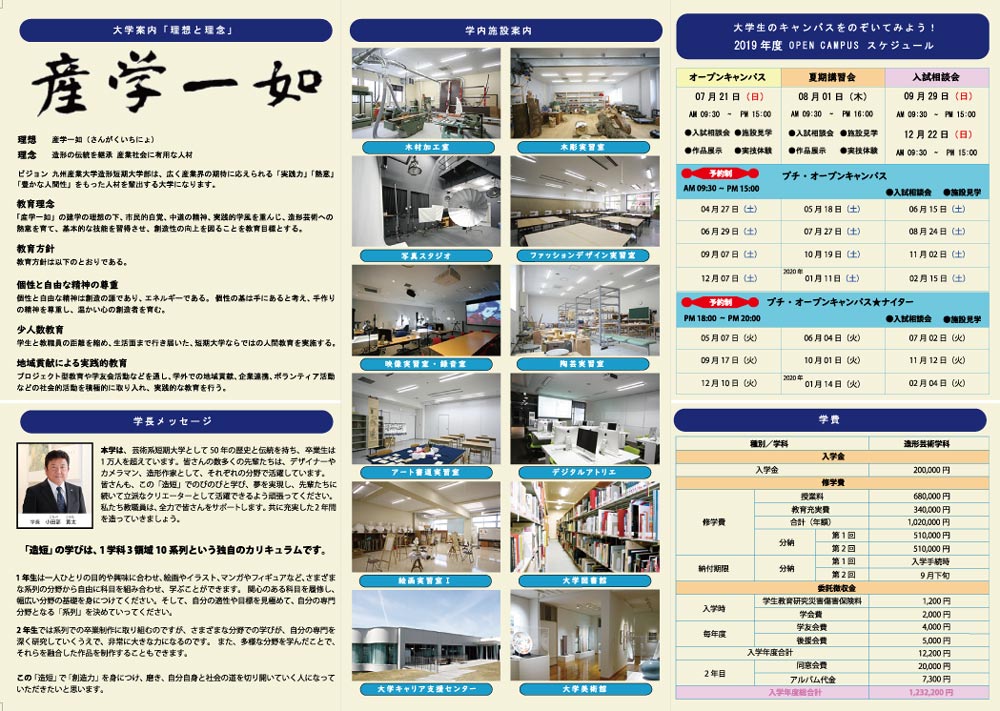 大学案内「理想と理念」
産学一如
理想 産学一如（さんがくいちにょ）
理念 造形の伝統を継承 産業社会に有用な人材
ビジョン 九州産業大学造形短期大学部は、広く産業界の期待に応えられる「実践力」「熱意」
「豊かな人間性」をもった人材を輩出する大学になります。
教育理念
「産学一如」の建学の理想の下、市民的自覚、中道の精神、実践的学風を重んじ、造形芸術への
熱意を育て、基本的な技能を習得させ、創造性の向上を図ることを教育目標とする。
教育方針
教育方針は以下のとおりである。
個性と自由な精神の尊重
個性と自由な精神は創造の源であり、エネルギーである。 個性の基は手にあると考え、手作り
の精神を尊重し、温かい心の創造者を育む。
少人数教育
学生と教職員の距離を縮め、生活面まで行き届いた、短期大学ならではの人間教育を実施する。
地域貢献による実践的教育
プロジェクト型教育や学友会活動などを通し、学外での地域貢献、企業連携、ボランティア活動
などの社会的活動を積極的に取り入れ、実践的な教育を行う。
学長メッセージ
本学は、芸術系短期大学として 50 年の歴史と伝統を持ち、卒業生は
1 万人を超えています。皆さんの数多くの先輩たちは、デザイナーや
カメラマン、造形作家として、それぞれの分野で活躍しています。
皆さんも、この「造短」でのびのびと学び、夢を実現し、先輩たちに
続いて立派なクリエーターとして活躍できるよう頑張ってください。
私たち教職員は、全力で皆さんをサポートします。共に充実した 2 年間
を造っていきましょう。
学長 小田部 黃太
「造短」の学びは、1 学科 3 領域 10 系列という独自のカリキュラムです。
1 年生は一人ひとりの目的や興味に合わせ、絵画やイラスト、マンガやフィギュアなど、さまざま
な系列の分野から自由に科目を組み合わせ、学ぶことができます。 関心のある科目を履修し、
幅広い分野の基礎を身につけてください。そして、自分の適性や目標を見極めて、自分の専門
分野となる「系列」を決めていってください。
2 年生では系列での卒業制作に取り組むのですが、さまざまな分野での学びが、自分の専門を
深く研究していくうえで、非常に大きな力になるのです。 また、多様な分野を学んだことで、
それらを融合した作品を制作することもできます。
この「造短」で「創造力」を身につけ、磨き、自分自身と社会の道を切り開いていく人になって
いただきたいと思います。
学内施設案内
木材加工室
木彫実習室
写真スタジオ
ファッションデザイン実習室
映像実習室・録音室
陶芸実習室
アート書道実習室
デジタルアトリエ
絵画実習室Ⅰ
大学図書館
大学キャリア支援センター
大学美術館
大学生のキャンパスをのぞいてみよう！
2019 年度 OPEN CAMPUS スケジュール
オープンキャンパス 夏期講習会 入試相談会
07 月 21 日（日） 08 月 01 日（木） 09 月 29 日（日）
AM 09:30 ~ PM 15:00 AM 09:30 ~ PM 16:00 AM 09:30 ~ PM 15:00
●入試相談会 ●施設見学 ●入試相談会 ●施設見学 12 月 22 日（日）
●作品展示 ●実技体験 ●作品展示 ●実技体験 AM 09:30 ~ PM 15:00
予約制 プチ・オープンキャンパス
AM 09:30 ~ PM 15:00 ●入試相談会 ●施設見学
04 月 27 日（土） 05 月 18 日（土） 06 月 15 日（土）
06 月 29 日（土） 07 月 27 日（土） 08 月 24 日（土）
09 月 07 日（土） 10 月 19 日（土） 11 月 02 日（土）
12 月 07 日（土） 2020 年 01 月 11 日（土） 02 月 15 日（土）
予約制 プチ・オープンキャンパス★ナイター
PM 18:00 ~ PM 20:00 ●入試相談会 ●施設見学
05 月 07 日（火） 06 月 04 日（火） 07 月 02 日（火）
09 月 17 日（火） 10 月 01 日（火） 11 月 12 日（火）
12 月 10 日（火） 2020 年 01 月 14 日（火） 02 月 04 日（火）
学費
種別／学科 造形芸術学科
入学金
入学金 200,000 円
修学費
修学費 授業料 680,000 円
教育充実費 340,000 円
合計（年額） 1,020,000 円
分納 第 1 回 510,000 円
第 2 回 510,000 円
納付期限 分納 第 1 回 入学手続時
第 2 回 9 月下旬
委託徴収金
入学時 学生教育研究災害傷害保険料 1,200 円
学会費 2,000 円
毎年度 学友会費 4,000 円
後援会費 5,000 円
入学年度合計 12,200 円
2 年目 同窓会費 20,000 円
アルバム代金 7,300 円
入学年度総合計 1,232,200 円